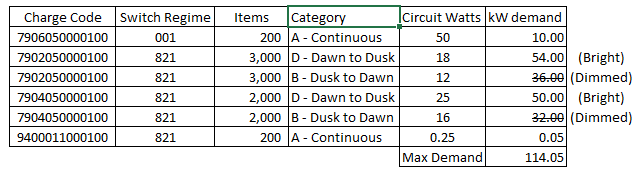 Charge Code Switch Regime Items Category Circuit Watts kW demand
7906050000100 001 200 A - Continuous 50 10.00
7902050000100 821 3,000 D - Dawn to Dusk 18 54.00 (Bright)
7902050000100 821 3,000 B - Dusk to Dawn 12 36.00 (Dimmed)
7904050000100 821 2,000 D - Dawn to Dusk 25 50.00 (Bright)
7904050000100 821 2,000 B - Dusk to Dawn 16 32.00 (Dimmed)
9400011000100 821 200 A - Continuous 0.25 0.05
Max Demand 114.05